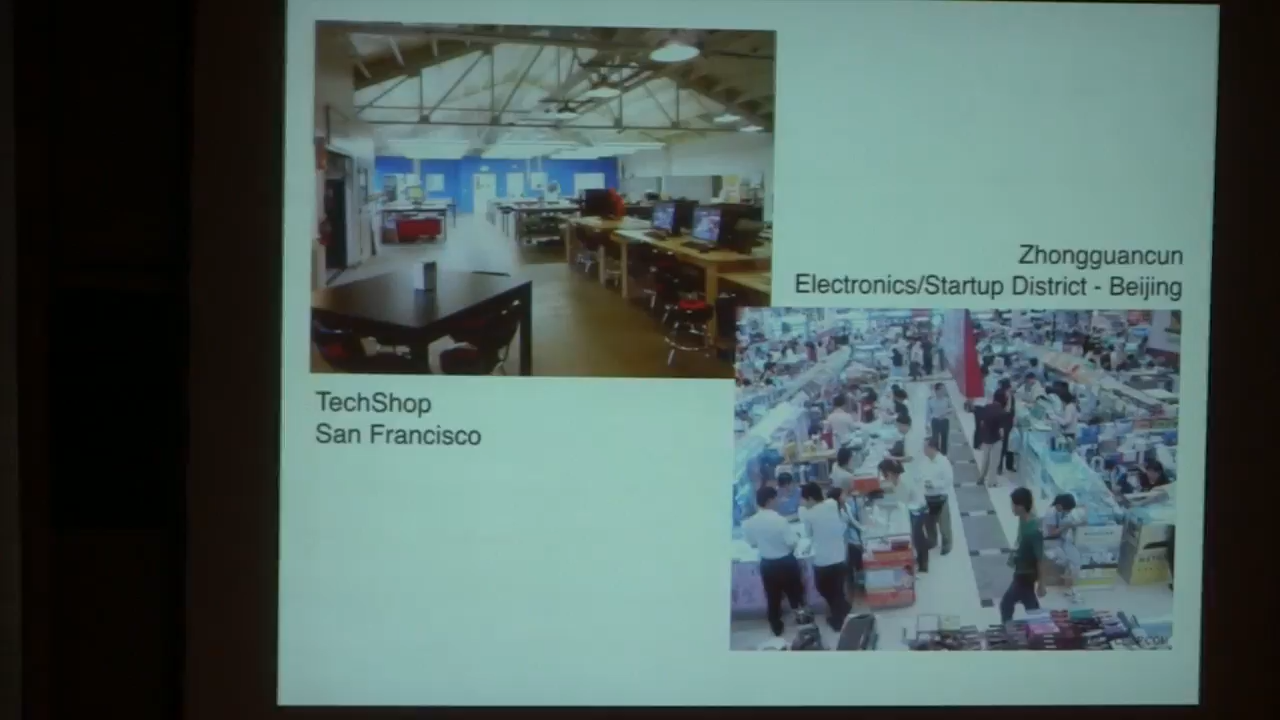 Zhongguancun
Electronics/Startup District - Beijing
TechShop
San Francisco